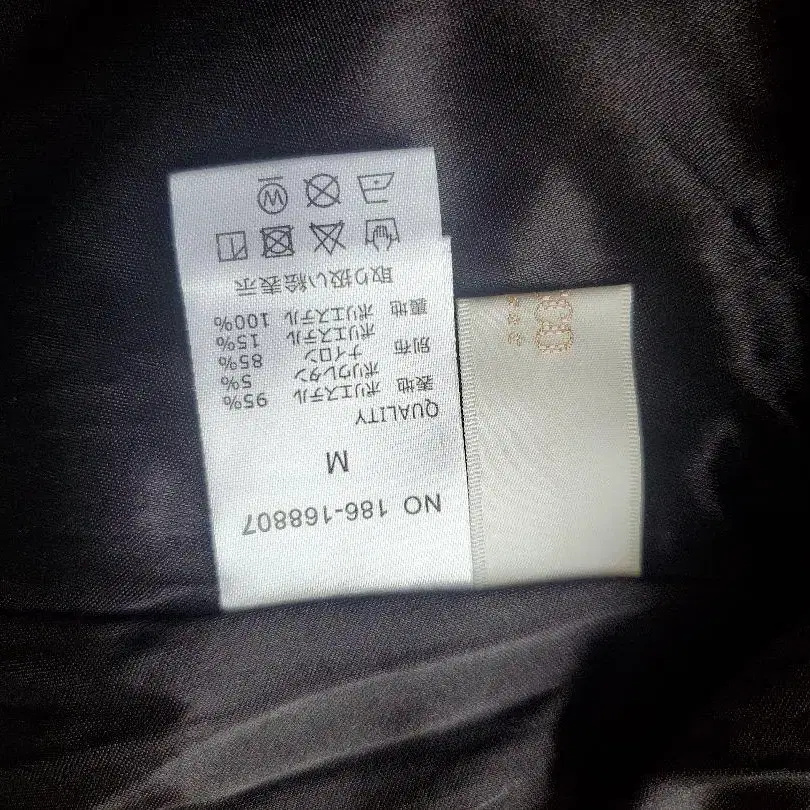 NO 186-168807
M
QUALITY
表地 ポリエステル 95%
ポリウレタン 5%
別布 ナイロン 85%
ポリエステル 15%
裏地 ポリエステル 100%
取り扱い絵表示
W